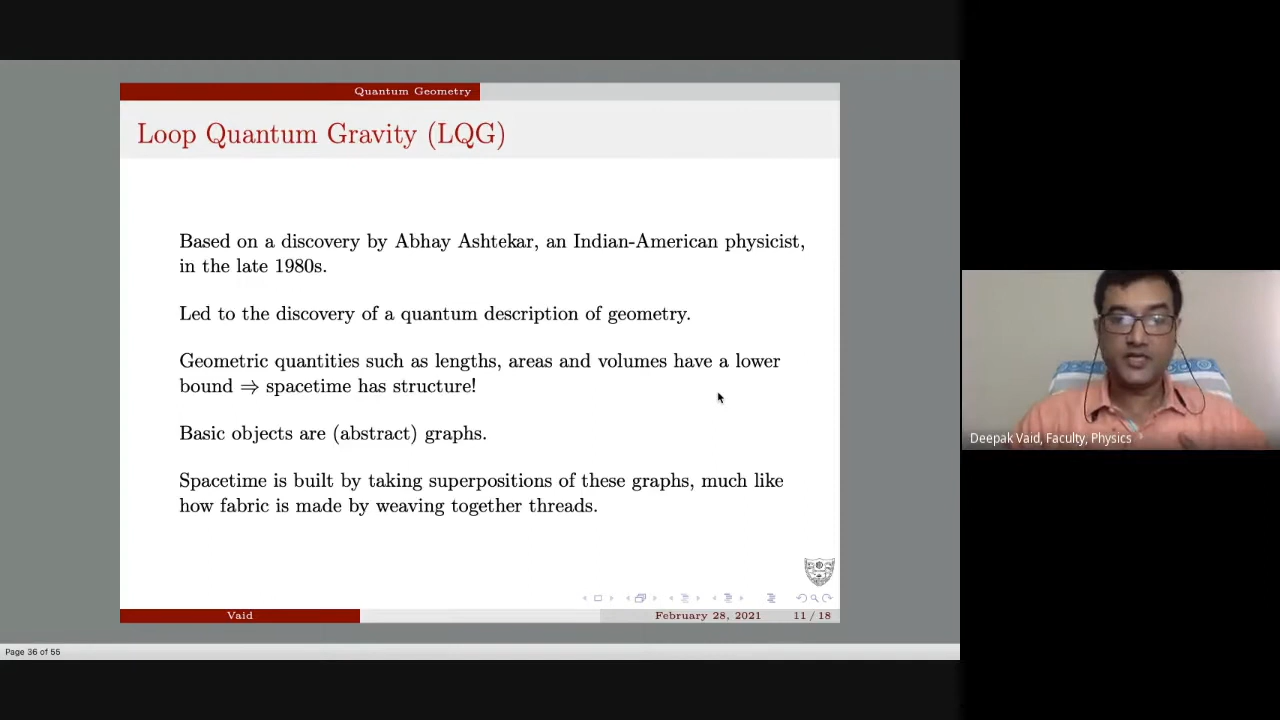 Quantum Geometry
Loop Quantum Gravity (LQG)
Based on a discovery by Abhay Ashtekar, an Indian-American physicist,
in the late 1980s.
Led to the discovery of a quantum description of geometry.
Geometric quantities such as lengths, areas and volumes have a lower
bound ⇒ spacetime has structure!
Basic objects are (abstract) graphs.
Spacetime is built by taking superpositions of these graphs, much like
how fabric is made by weaving together threads.
Vaid
February 28, 2021
11 / 18
Page 36 of 55
Deepak Vaid, Faculty, Physics